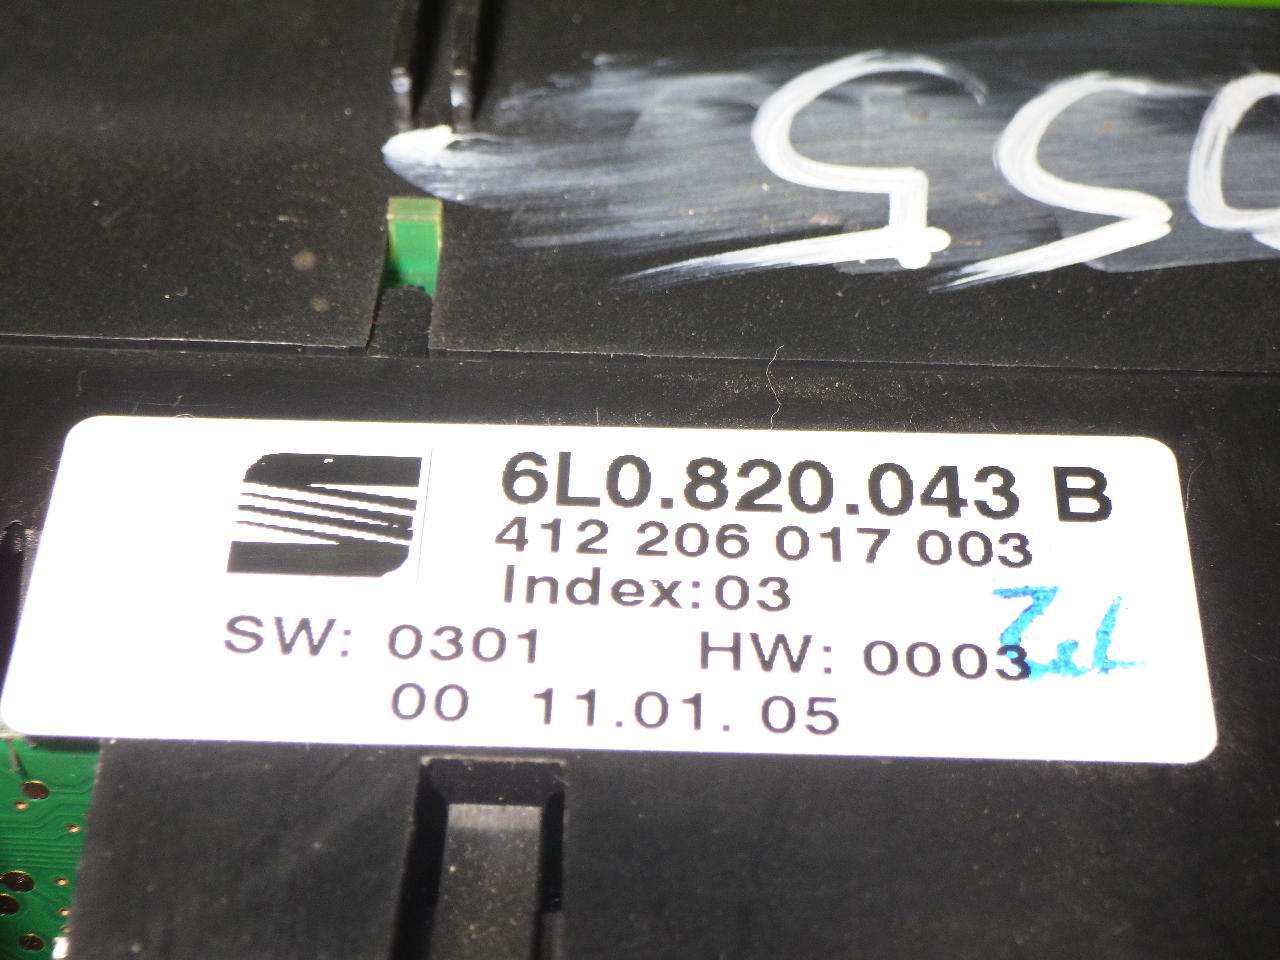 6L0.820.043 B
412 206 017 003
Index:03
SW: 0301 HW: 0003
00 11.01.05